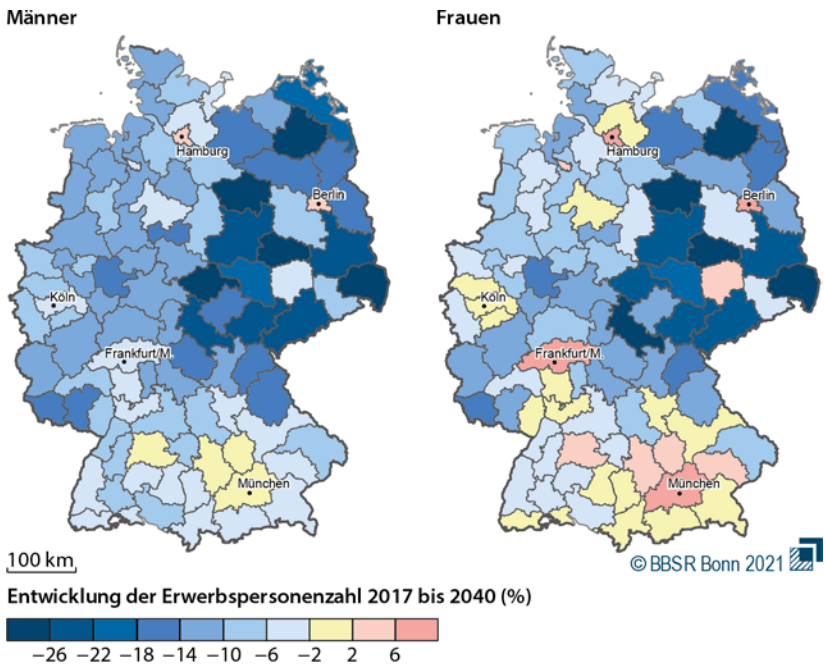 Männer
Frauen
Hamburg
Berlin
Köln
Frankfurt/M.
München
Hamburg
Berlin
Köln
Frankfurt/M.
München
100 km
© BBSR Bonn 2021
Entwicklung der Erwerbspersonenzahl 2017 bis 2040 (%)
−26 −22 −18 −14 −10 −6 −2 2 6